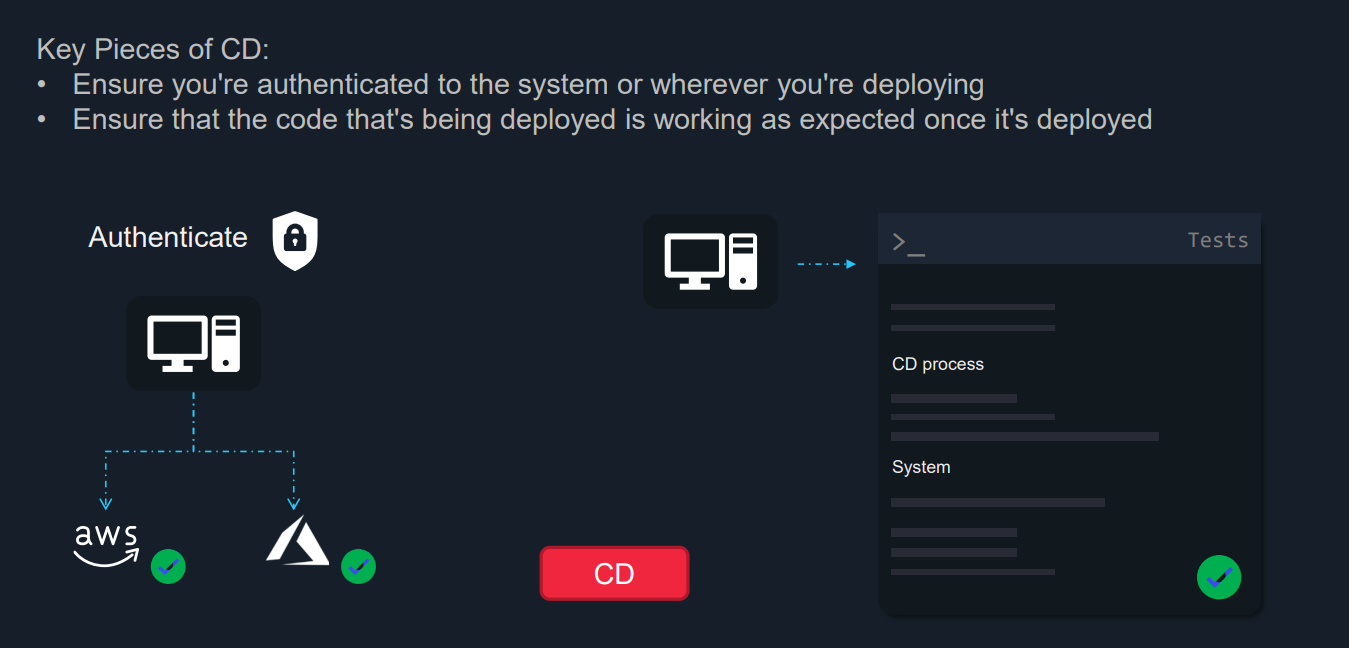 Key Pieces of CD:
• Ensure you're authenticated to the system or wherever you're deploying
• Ensure that the code that's being deployed is working as expected once it's deployed
Authenticate
>_ Tests
CD process
System
aws
CD